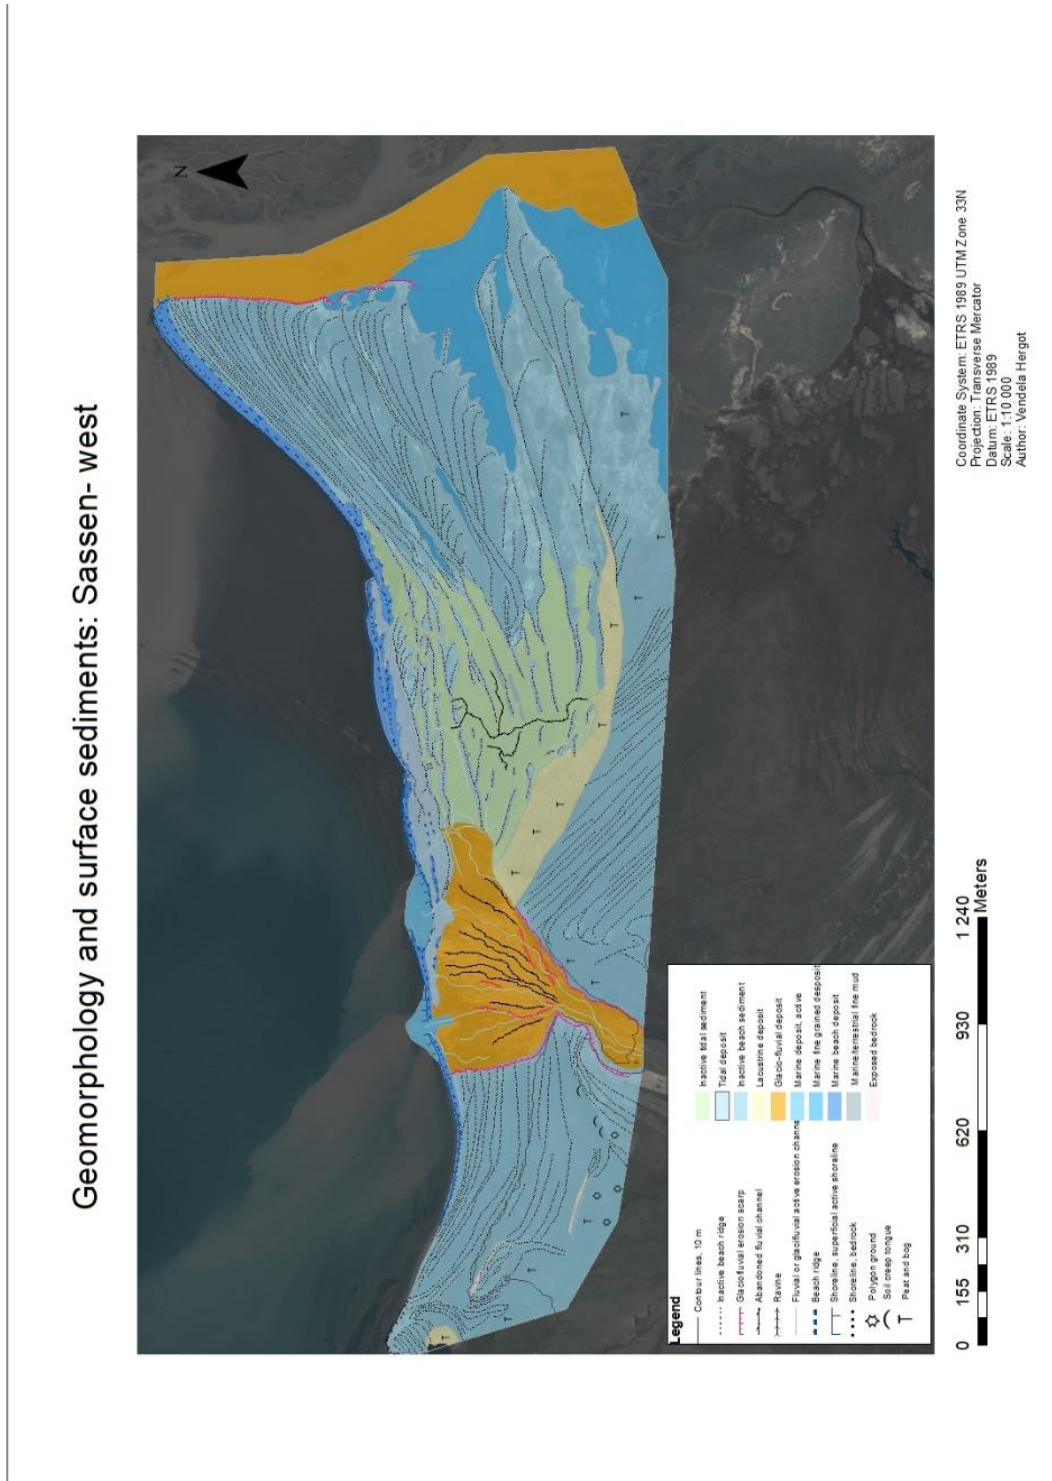 Geomorphology and surface sediments: Sassen- west
N
Legend
Contour lines, 10 m
Inactive beach ridge
Glaciofluvial erosion scarp
Abandoned fluvial channel
Ravine
Fluvial or glacifluvial active erosion channe
Beach ridge
Shoreline, superficial active shoreline
Shoreline, bedrock
Polygon ground
Soil creep tongue
Peat and bog
Inactive tidal sediment
Tidal deposit
Inactive beach sediment
Lacustrine deposit
Glacio-fluvial deposit
Marine deposit, active
Marine fine grained desposit
Marine beach deposit
Marine/terrestrial fine mud
Exposed bedrock
0 155 310 620 930 1 240
Meters
Coordinate System: ETRS 1989 UTM Zone 33N
Projection: Transverse Mercator
Datum: ETRS 1989
Scale: 1:10 000
Author: Vendela Hergot